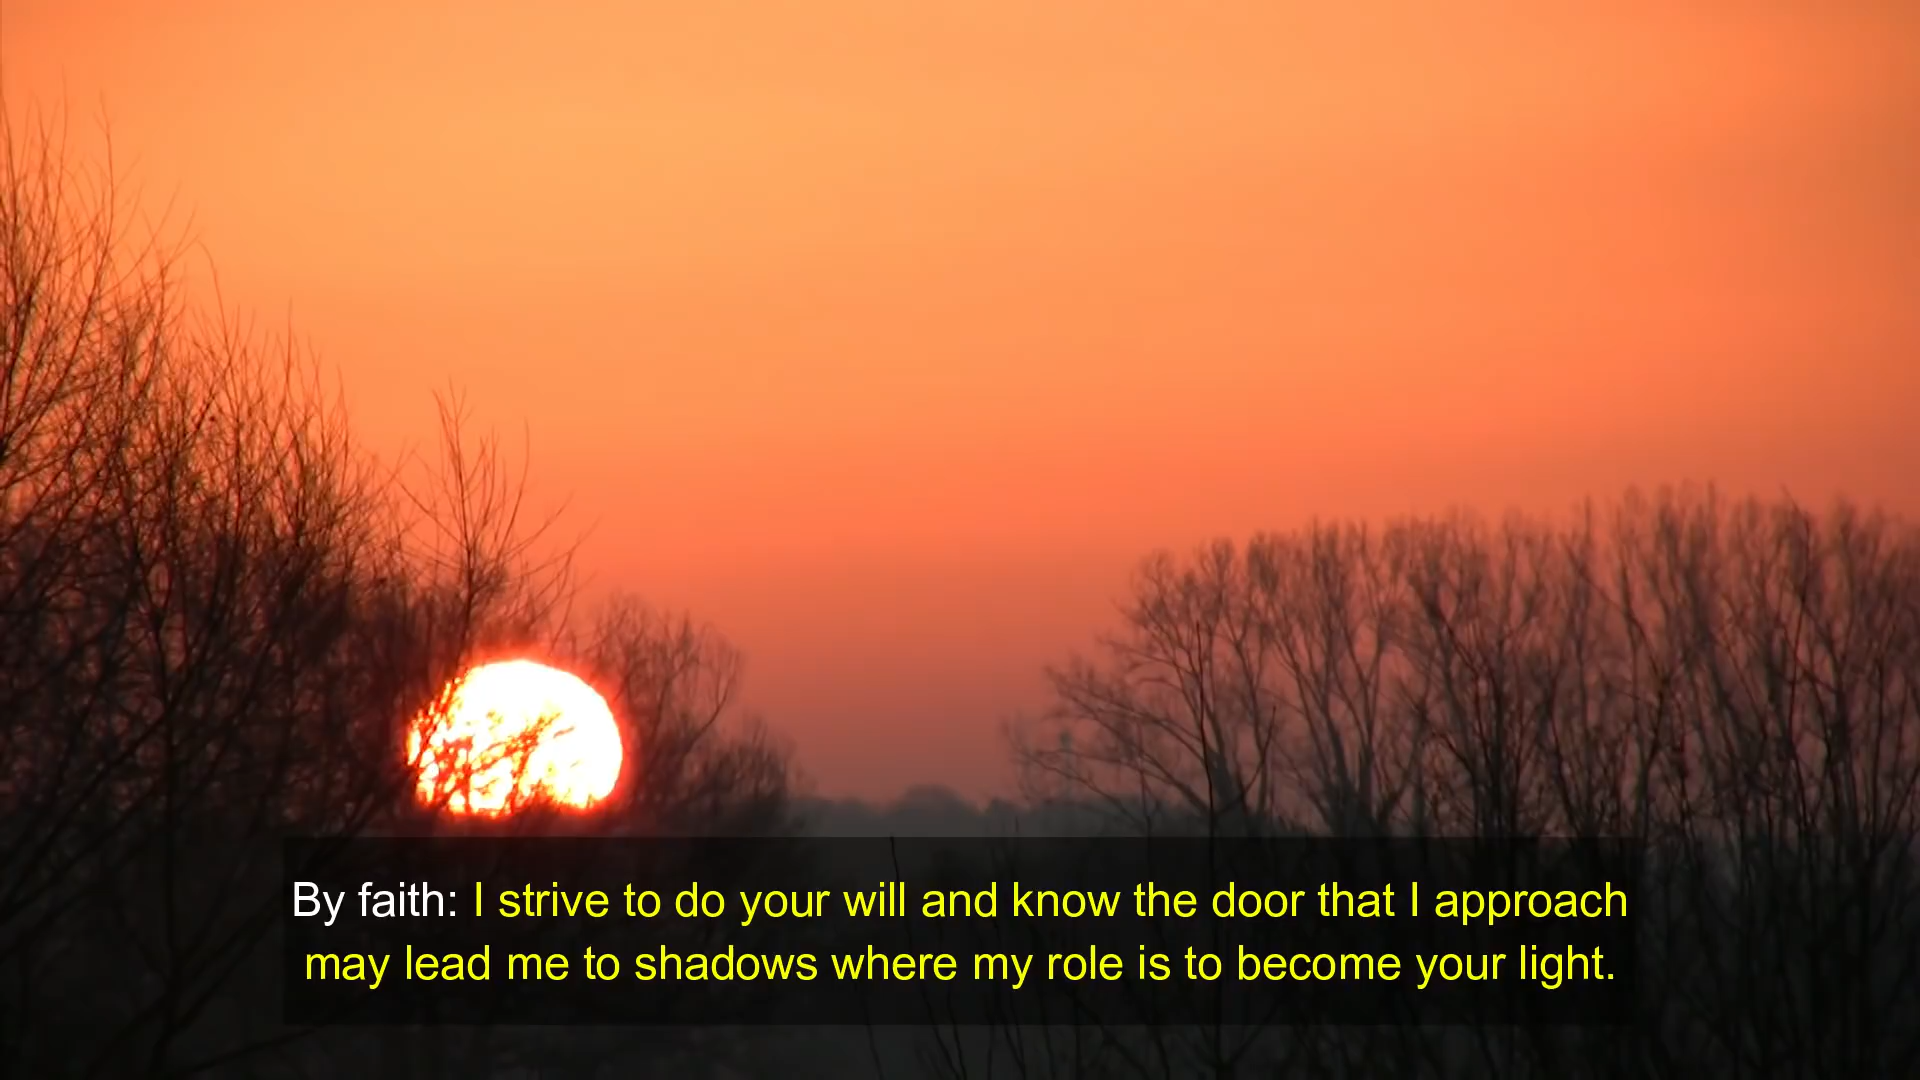 By faith: I strive to do your will and know the door that I approach
may lead me to shadows where my role is to become your light.